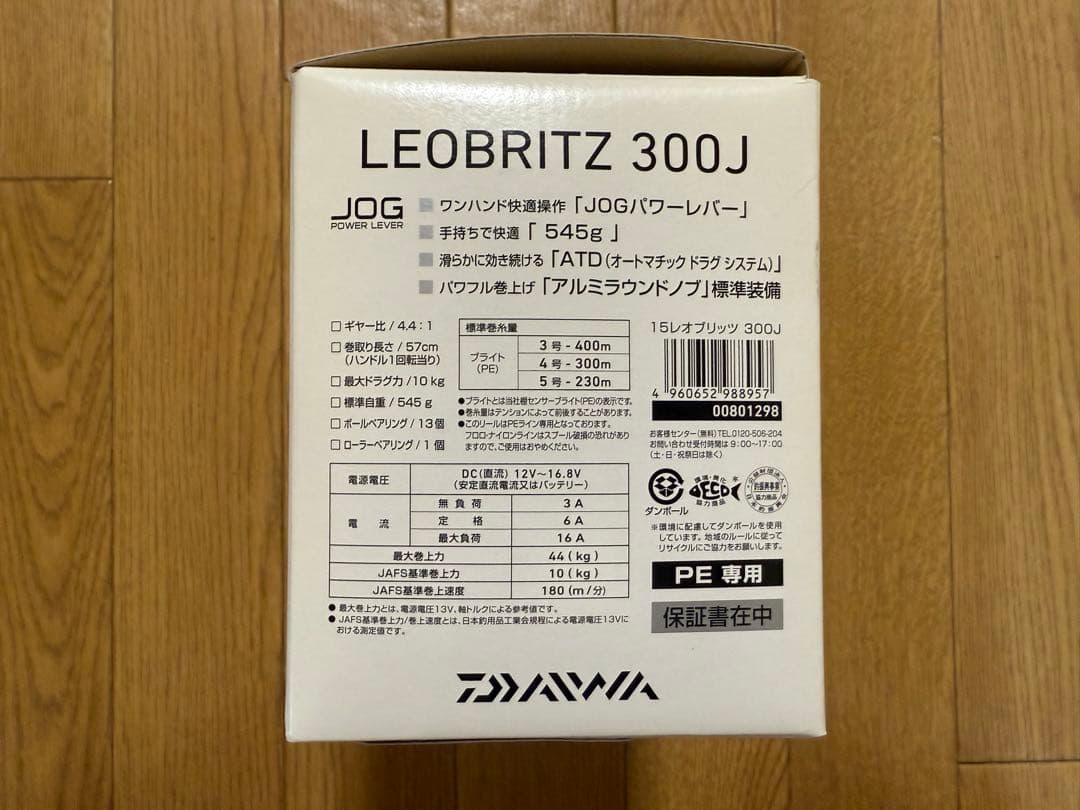 LEOBRITZ 300J
JOG
POWER LEVER
ワンハンド快適操作「JOGパワーレバー」
手持ちで快適「 545g 」
滑らかに効き続ける「ATD（オートマチック ドラグ システム）」
パワフル巻上げ「アルミラウンドノブ」標準装備
□ ギヤー比 / 4.4：1
□ 巻取り長さ / 57cm
（ハンドル1回転当り）
□ 最大ドラグ力 / 10 kg
□ 標準自重 / 545 g
□ ボールベアリング / 13個
□ ローラーベアリング / 1 個
標準巻糸量
ブライト
（PE）
3 号 - 400m
4 号 - 300m
5 号 - 230m
●ブライトとは当社棚センサーブライト(PE)の表示です。
●巻糸量はテンションによって前後することがあります。
●このリールはPEライン専用となっております。
フロロ・ナイロンラインはスプール破損の恐れがあり
ますので、ご使用はおやめください。
15レオブリッツ 300J
4 960652 988957
00801298
お客様センター（無料）TEL.0120-506-204
お問い合わせ受付時間は 9：00〜17：00
（土・日・祝祭日は除く）
電源電圧
DC（直流） 12V〜16.8V
（安定直流電流又はバッテリー）
電 流
無 負 荷 3 A
定 格 6 A
最大負荷 16 A
最大巻上力 44（kg）
JAFS基準巻上力 10（kg）
JAFS基準巻上速度 180（m/分）
● 最大巻上力とは、電源電圧13V、軸トルクによる参考値です。
● JAFS基準巻上力/巻上速度とは、日本釣用品工業会規程による電源電圧13Vに
おける測定値です。
ダンボール
ECO
協力商品
釣振興事業
協力商品
※環境に配慮してダンボールを使用
しています。地域のルールに従って
リサイクルにご協力をお願いします。
PE 専用
保証書在中
DAIWA